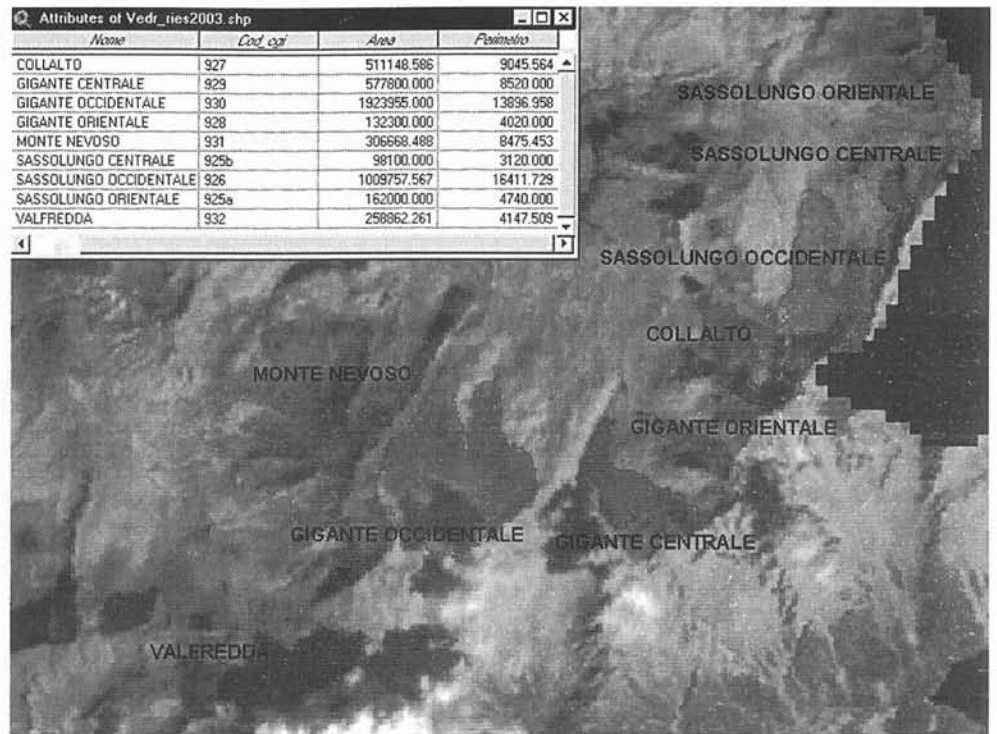 Attributes of Vedr_ries2003.shp
Nome Cod_cgi Area Perimetro
COLLALTO 927 511148.586 9045.564
GIGANTE CENTRALE 929 577800.000 8520.000
GIGANTE OCCIDENTALE 930 1923955.000 13896.958
GIGANTE ORIENTALE 928 132300.000 4020.000
MONTE NEVOSO 931 306668.488 8475.453
SASSOLUNGO CENTRALE 925b 98100.000 3120.000
SASSOLUNGO OCCIDENTALE 926 1009757.567 16411.729
SASSOLUNGO ORIENTALE 925a 162000.000 4740.000
VALFREDDA 932 258862.261 4147.509
SASSOLUNGO ORIENTALE
SASSOLUNGO CENTRALE
SASSOLUNGO OCCIDENTALE
COLLALTO
MONTE NEVOSO
GIGANTE ORIENTALE
GIGANTE OCCIDENTALE
GIGANTE CENTRALE
VALFREDDA